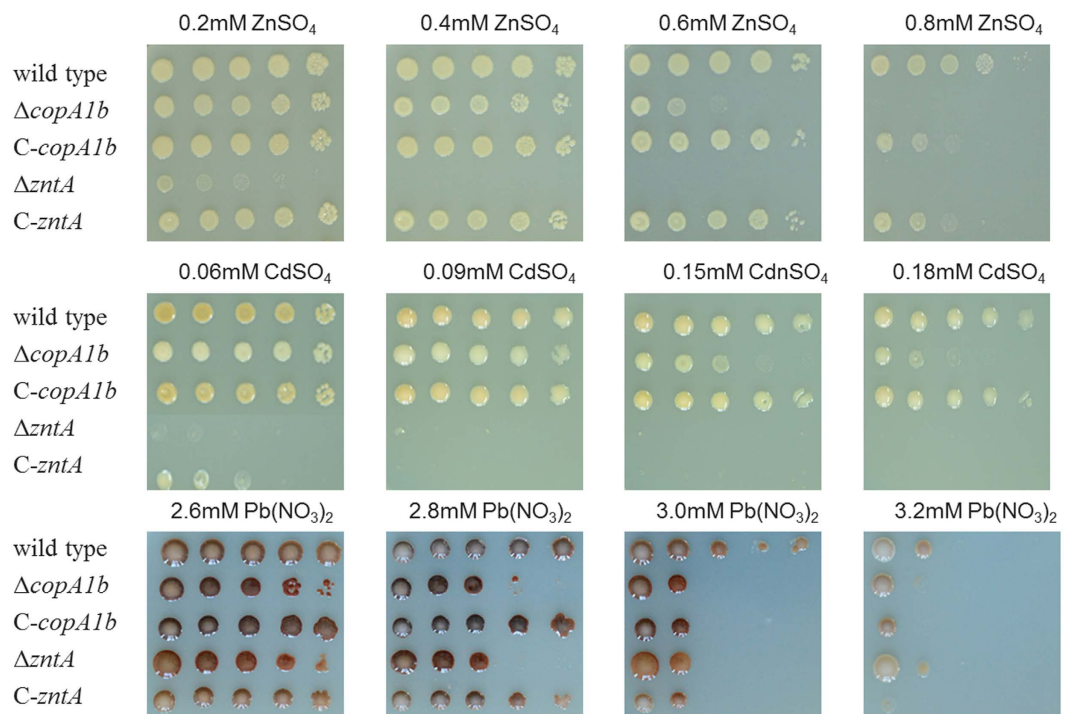 0.2mM ZnSO₄ 0.4mM ZnSO₄ 0.6mM ZnSO₄ 0.8mM ZnSO₄
wild type
ΔcopA1b
C-copA1b
ΔzntA
C-zntA
0.06mM CdSO₄ 0.09mM CdSO₄ 0.15mM CdnSO₄ 0.18mM CdSO₄
wild type
ΔcopA1b
C-copA1b
ΔzntA
C-zntA
2.6mM Pb(NO₃)₂ 2.8mM Pb(NO₃)₂ 3.0mM Pb(NO₃)₂ 3.2mM Pb(NO₃)₂
wild type
ΔcopA1b
C-copA1b
ΔzntA
C-zntA